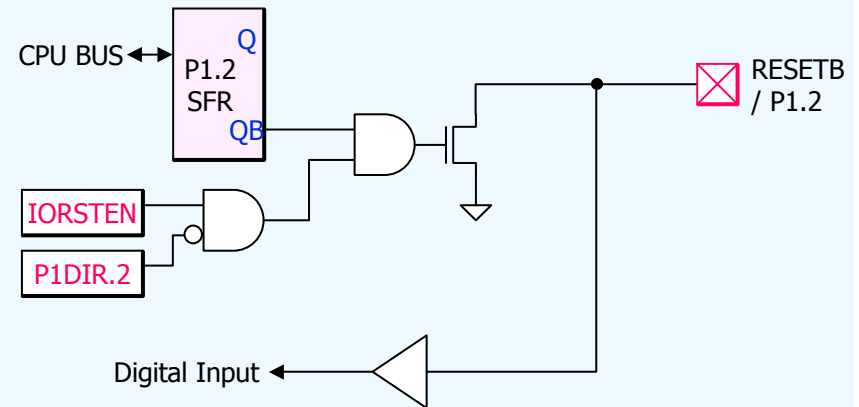 Q
CPU BUS
P1.2
SFR
QB
RESETB
/ P1.2
IORSTEN
P1DIR.2
Digital Input